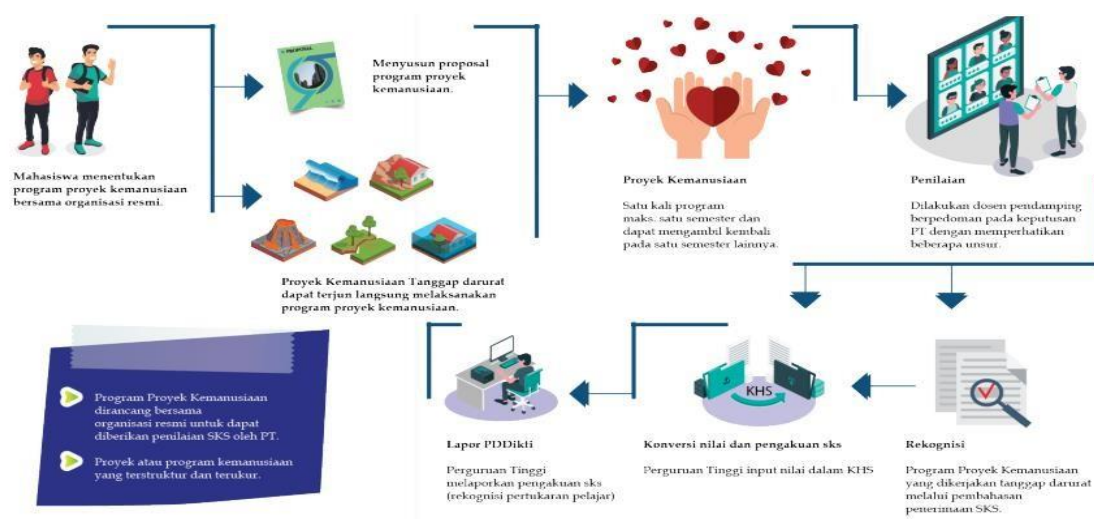 PROPOSAL
Menyusun proposal
program proyek
kemanusiaan.
Mahasiswa menentukan
program proyek kemanusiaan
bersama organisasi resmi.
Proyek Kemanusiaan Tanggap darurat
dapat terjun langsung melaksanakan
program proyek kemanusiaan.
Proyek Kemanusiaan
Satu kali program
maks. satu semester dan
dapat mengambil kembali
pada satu semester lainnya.
Penilaian
Dilakukan dosen pendamping
berpedoman pada keputusan
PT dengan memperhatikan
beberapa unsur.
Rekognisi
Program Proyek Kemanusiaan
yang dikerjakan tanggap darurat
melalui pembahasan
penerimaan SKS.
KHS
Konversi nilai dan pengakuan sks
Perguruan Tinggi input nilai dalam KHS
Lapor PDDikti
Perguruan Tinggi
melaporkan pengakuan sks
(rekognisi pertukaran pelajar)
Program Proyek Kemanusiaan
dirancang bersama
organisasi resmi untuk dapat
diberikan penilaian SKS oleh PT.
Proyek atau program kemanusiaan
yang terstruktur dan terukur.